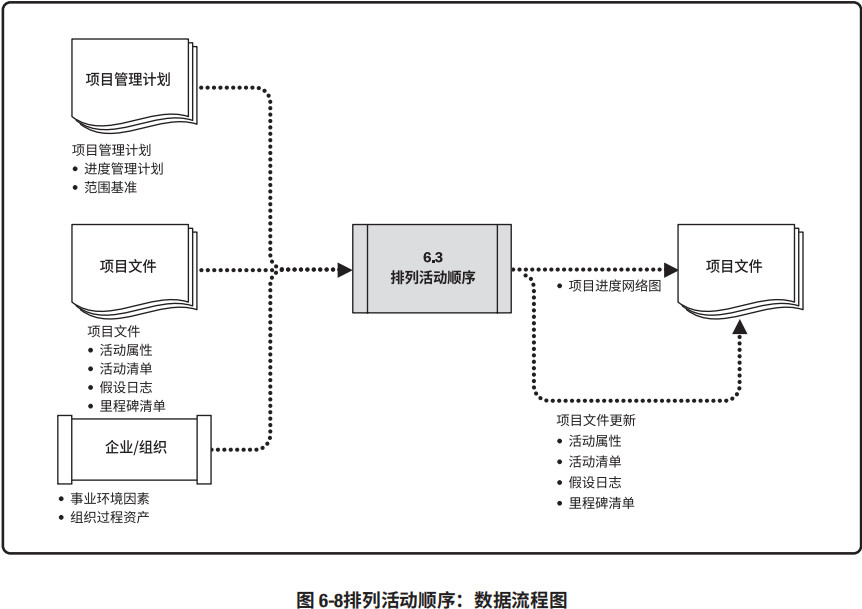 项目管理计划
项目管理计划
• 进度管理计划
• 范围基准
项目文件
项目文件
• 活动属性
• 活动清单
• 假设日志
• 里程碑清单
企业/组织
• 事业环境因素
• 组织过程资产
6.3
排列活动顺序
• 项目进度网络图
项目文件
项目文件更新
• 活动属性
• 活动清单
• 假设日志
• 里程碑清单
图 6-8排列活动顺序：数据流程图